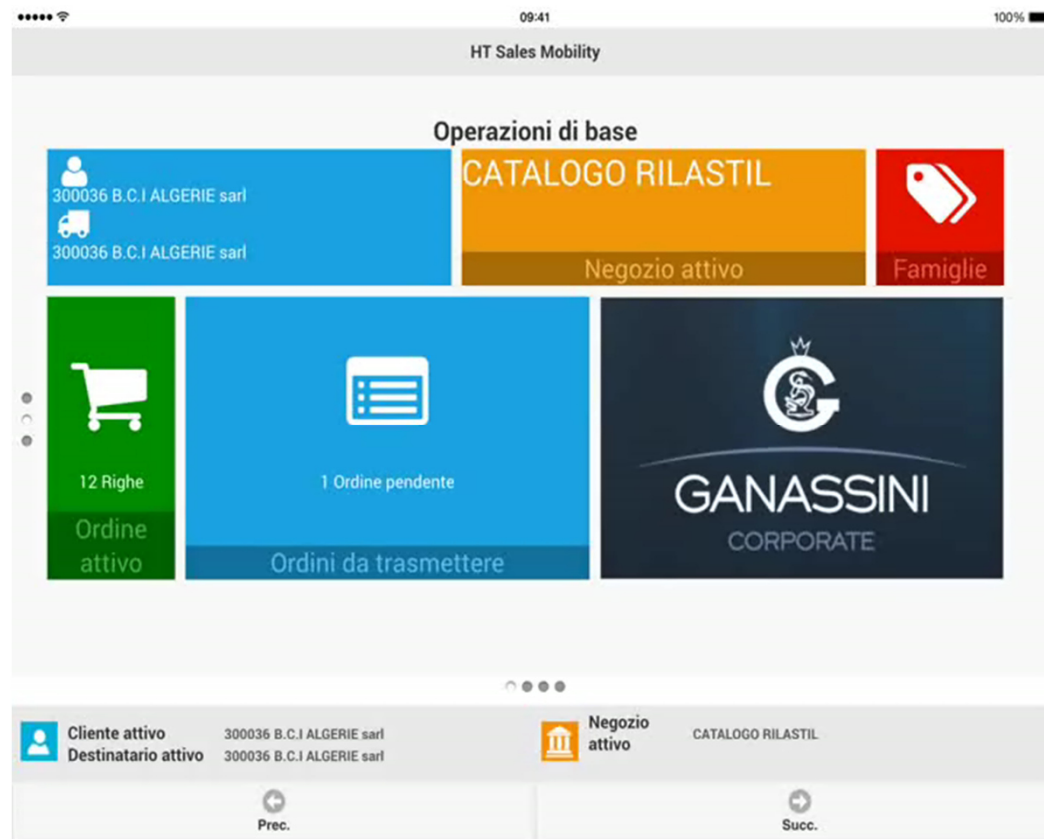 09:41
100%
HT Sales Mobility
Operazioni di base
300036 B.C.I ALGERIE sarl
300036 B.C.I ALGERIE sarl
CATALOGO RILASTIL
Negozio attivo
Famiglie
12 Righe
Ordine
attivo
1 Ordine pendente
Ordini da trasmettere
G
GANASSINI
CORPORATE
Cliente attivo
300036 B.C.I ALGERIE sarl
Destinatario attivo
300036 B.C.I ALGERIE sarl
Negozio
attivo
CATALOGO RILASTIL
Prec.
Succ.